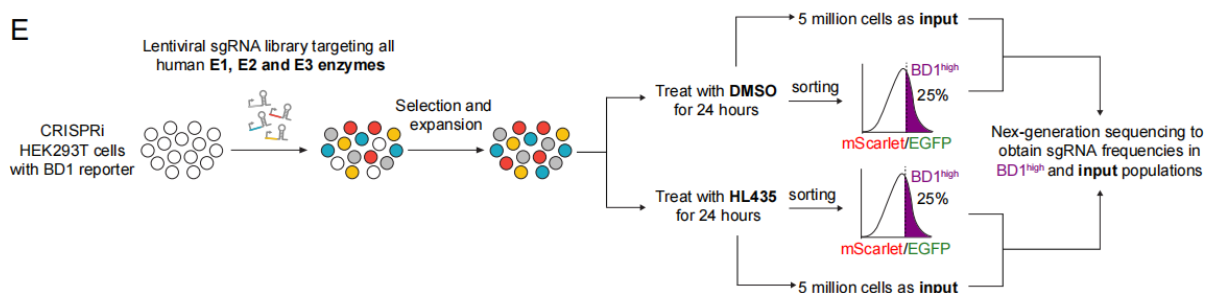 E
Lentiviral sgRNA library targeting all
human E1, E2 and E3 enzymes
CRISPRi
HEK293T cells
with BD1 reporter
Selection and
expansion
5 million cells as input
Treat with DMSO
for 24 hours
sorting
BD1high
25%
mScarlet/EGFP
Treat with HL435
for 24 hours
sorting
BD1high
25%
mScarlet/EGFP
5 million cells as input
Nex-generation sequencing to
obtain sgRNA frequencies in
BD1high and input populations